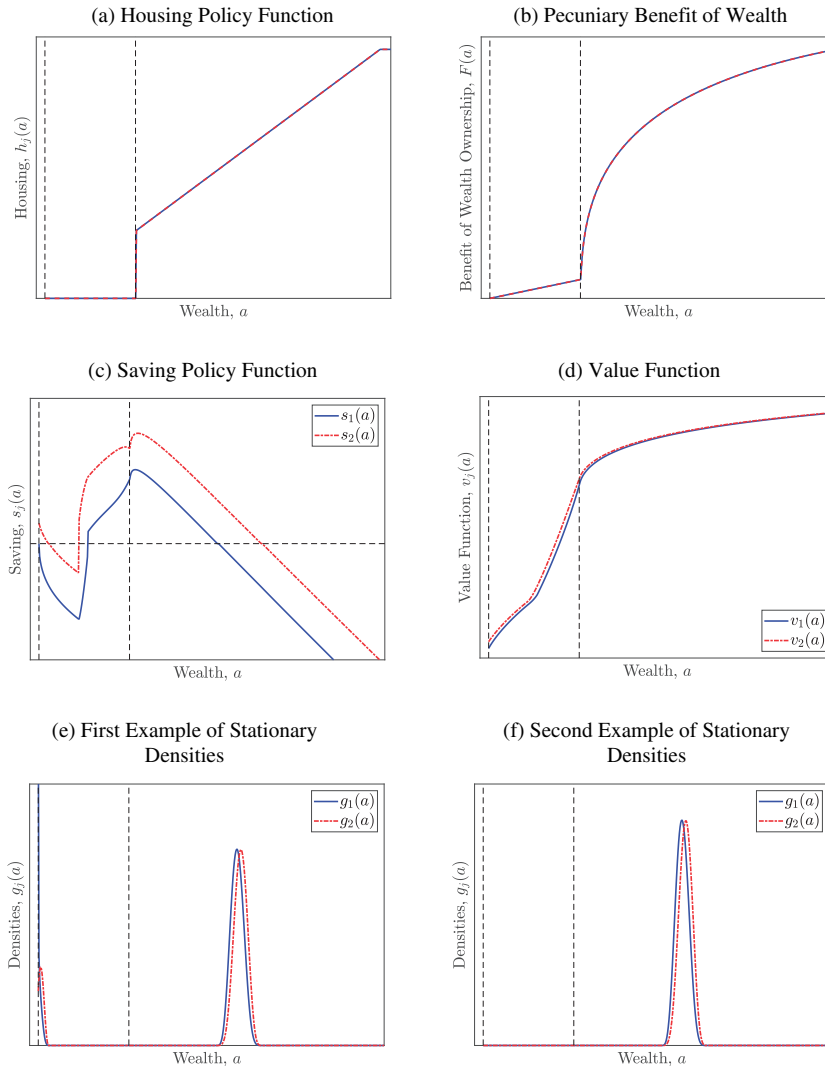 (a) Housing Policy Function
Housing, h_j(a)
Wealth, a
(b) Pecuniary Benefit of Wealth
Benefit of Wealth Ownership, F(a)
Wealth, a
(c) Saving Policy Function
Saving, s_j(a)
s_1(a)
s_2(a)
Wealth, a
(d) Value Function
Value Function, v_j(a)
v_1(a)
v_2(a)
Wealth, a
(e) First Example of Stationary
Densities
Densities, g_j(a)
g_1(a)
g_2(a)
Wealth, a
(f) Second Example of Stationary
Densities
Densities, g_j(a)
g_1(a)
g_2(a)
Wealth, a